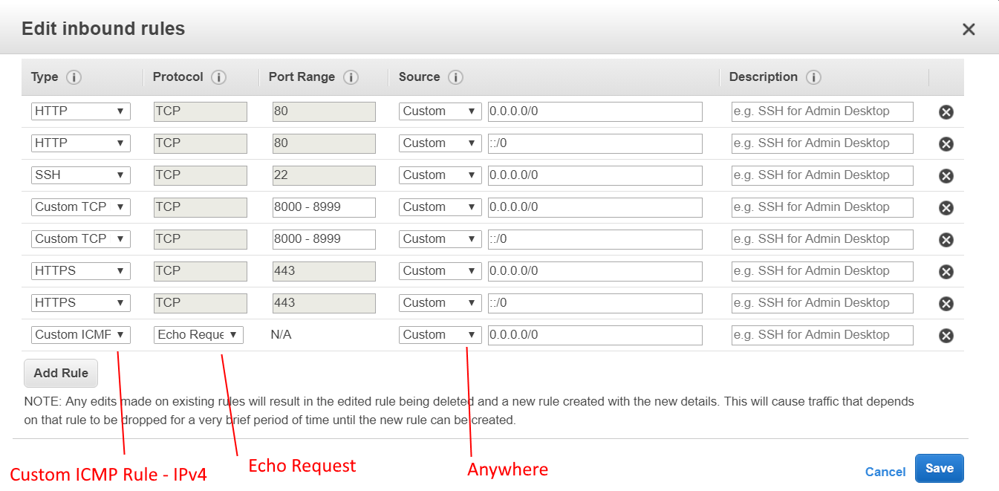 Edit inbound rules
Type Protocol Port Range Source Description
HTTP TCP 80 Custom 0.0.0.0/0 e.g. SSH for Admin Desktop
HTTP TCP 80 Custom ::/0 e.g. SSH for Admin Desktop
SSH TCP 22 Custom 0.0.0.0/0 e.g. SSH for Admin Desktop
Custom TCP TCP 8000 - 8999 Custom 0.0.0.0/0 e.g. SSH for Admin Desktop
Custom TCP TCP 8000 - 8999 Custom ::/0 e.g. SSH for Admin Desktop
HTTPS TCP 443 Custom 0.0.0.0/0 e.g. SSH for Admin Desktop
HTTPS TCP 443 Custom ::/0 e.g. SSH for Admin Desktop
Custom ICMP Echo Reque N/A Custom 0.0.0.0/0 e.g. SSH for Admin Desktop
Add Rule
NOTE: Any edits made on existing rules will result in the edited rule being deleted and a new rule created with the new details. This will cause traffic that depends
on that rule to be dropped for a very brief period of time until the new rule can be created.
Custom ICMP Rule - IPv4 Echo Request Anywhere
Cancel Save